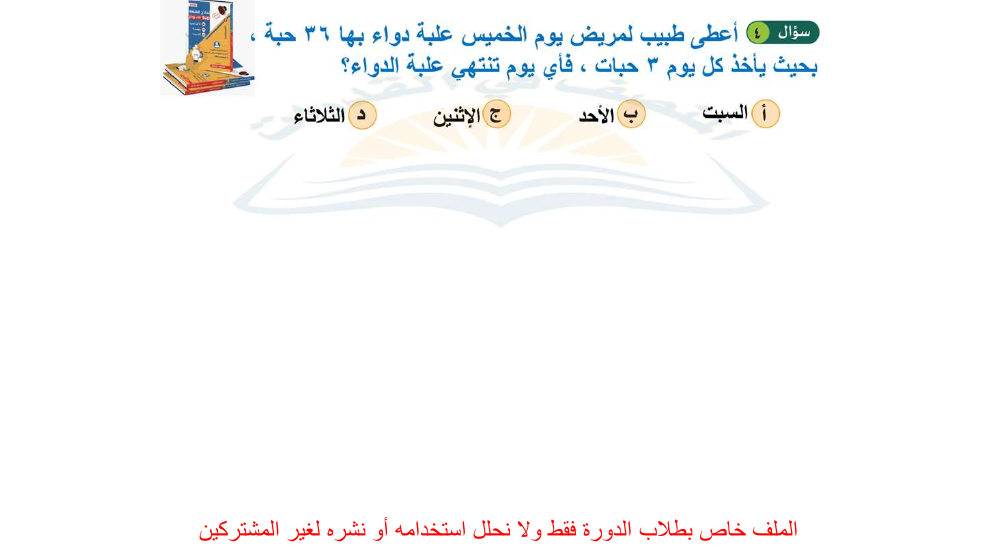 سؤال ٤ أعطى طبيب لمريض يوم الخميس علبة دواء بها ٣٦ حبة ،
بحيث يأخذ كل يوم ٣ حبات ، فأي يوم تنتهي علبة الدواء؟
أ السبت ب الأحد ج الإثنين د الثلاثاء
الملف خاص بطلاب الدورة فقط ولا نحلل استخدامه أو نشره لغير المشتركين